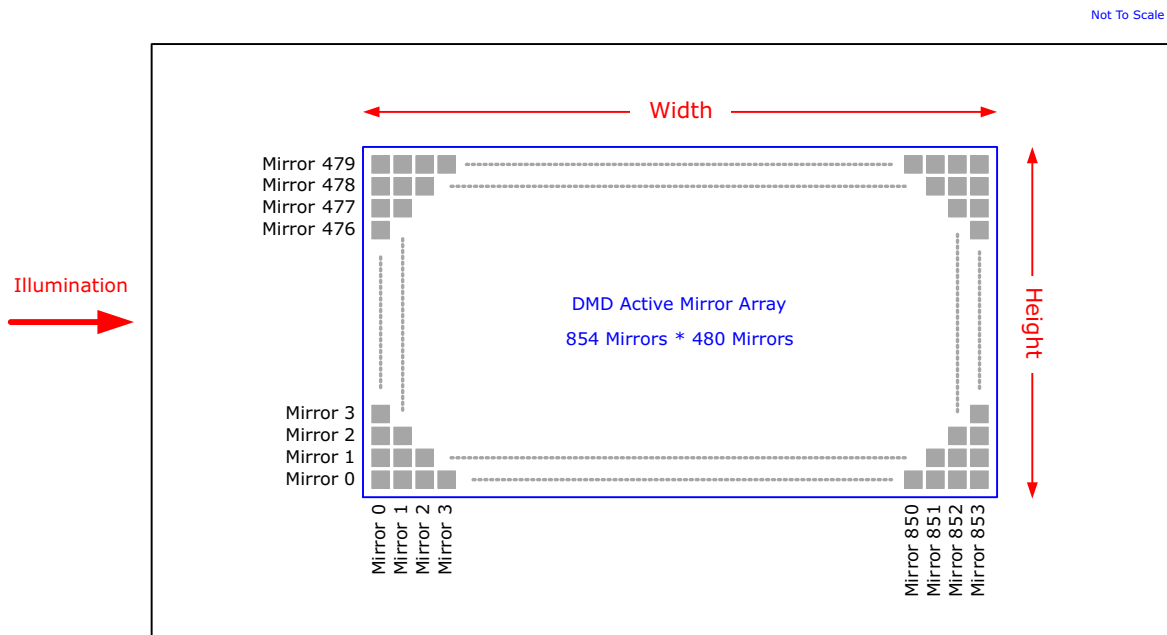 Not To Scale
Width
Mirror 479
Mirror 478
Mirror 477
Mirror 476
Illumination
DMD Active Mirror Array
854 Mirrors * 480 Mirrors
Height
Mirror 3
Mirror 2
Mirror 1
Mirror 0
Mirror 0
Mirror 1
Mirror 2
Mirror 3
Mirror 850
Mirror 851
Mirror 852
Mirror 853